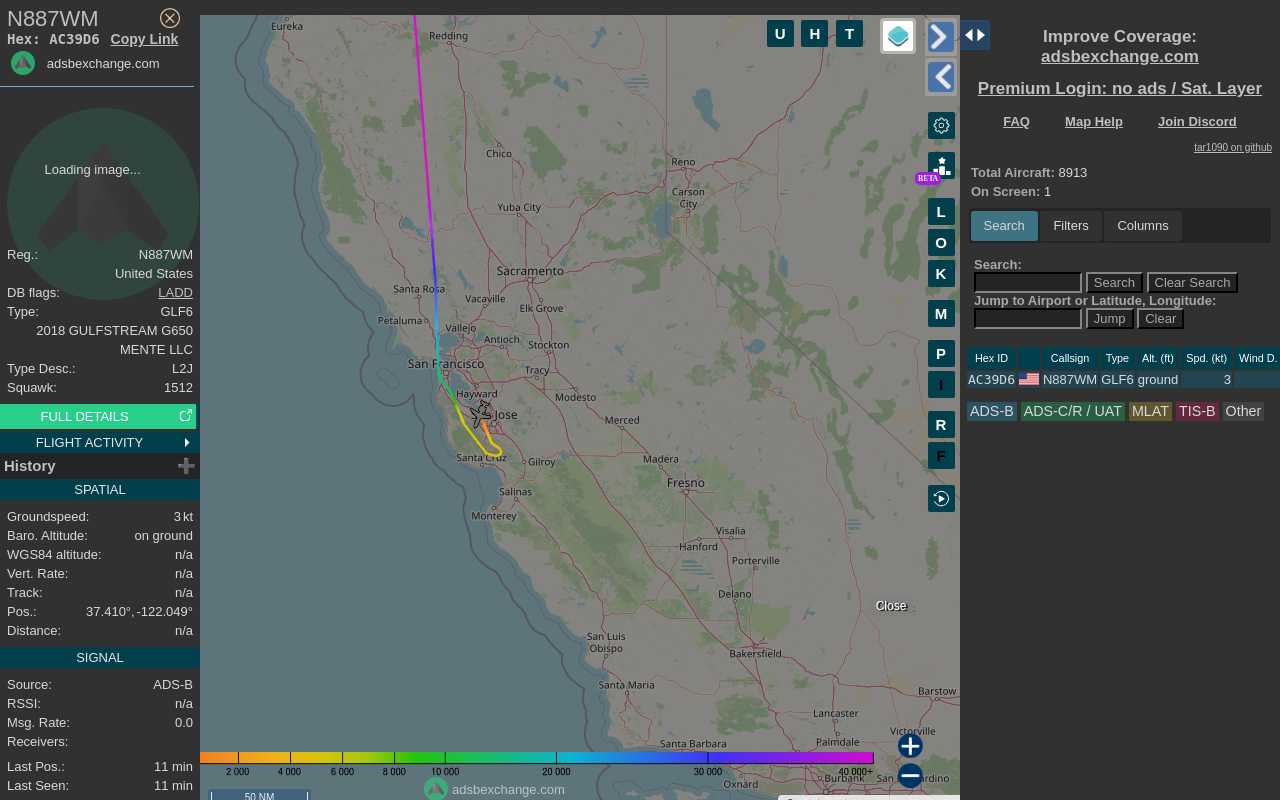 N887WM
Hex: AC39D6 Copy Link
adsbexchange.com
Loading image...
Reg.: N887WM
United States
DB flags: LADD
Type: GLF6
2018 GULFSTREAM G650
MENTE LLC
Type Desc.: L2J
Squawk: 1512
FULL DETAILS
FLIGHT ACTIVITY
History
SPATIAL
Groundspeed: 3 kt
Baro. Altitude: on ground
WGS84 altitude: n/a
Vert. Rate: n/a
Track: n/a
Pos.: 37.410°, -122.049°
Distance: n/a
SIGNAL
Source: ADS-B
RSSI: n/a
Msg. Rate: 0.0
Receivers:
Last Pos.: 11 min
Last Seen: 11 min
Eureka
Redding
Chico
Reno
Carson
City
Yuba City
Sacramento
Santa Rosa
Vacaville
Elk Grove
Petaluma
Vallejo
Antioch
Stockton
San Francisco
Tracy
Hayward
Modesto
Jose
Merced
Santa Cruz
Gilroy
Madera
Fresno
Salinas
Monterey
Visalia
Hanford
Porterville
Delano
Close
San Luis
Obispo
Bakersfield
Santa Maria
Barstow
Lancaster
Victorville
Palmdale
Santa Barbara
Oxnard
Burbank
U H T
BETA
L
O
K
M
P
I
R
F
2 000 4 000 6 000 8 000 10 000 20 000 30 000 40 000+
adsbexchange.com
50 NM
Improve Coverage:
adsbexchange.com
Premium Login: no ads / Sat. Layer
FAQ Map Help Join Discord
tar1090 on github
Total Aircraft: 8913
On Screen: 1
Search Filters Columns
Search:
Search Clear Search
Jump to Airport or Latitude, Longitude:
Jump Clear
Hex ID Callsign Type Alt. (ft) Spd. (kt) Wind D.
AC39D6 N887WM GLF6 ground 3
ADS-B ADS-C/R / UAT MLAT TIS-B Other